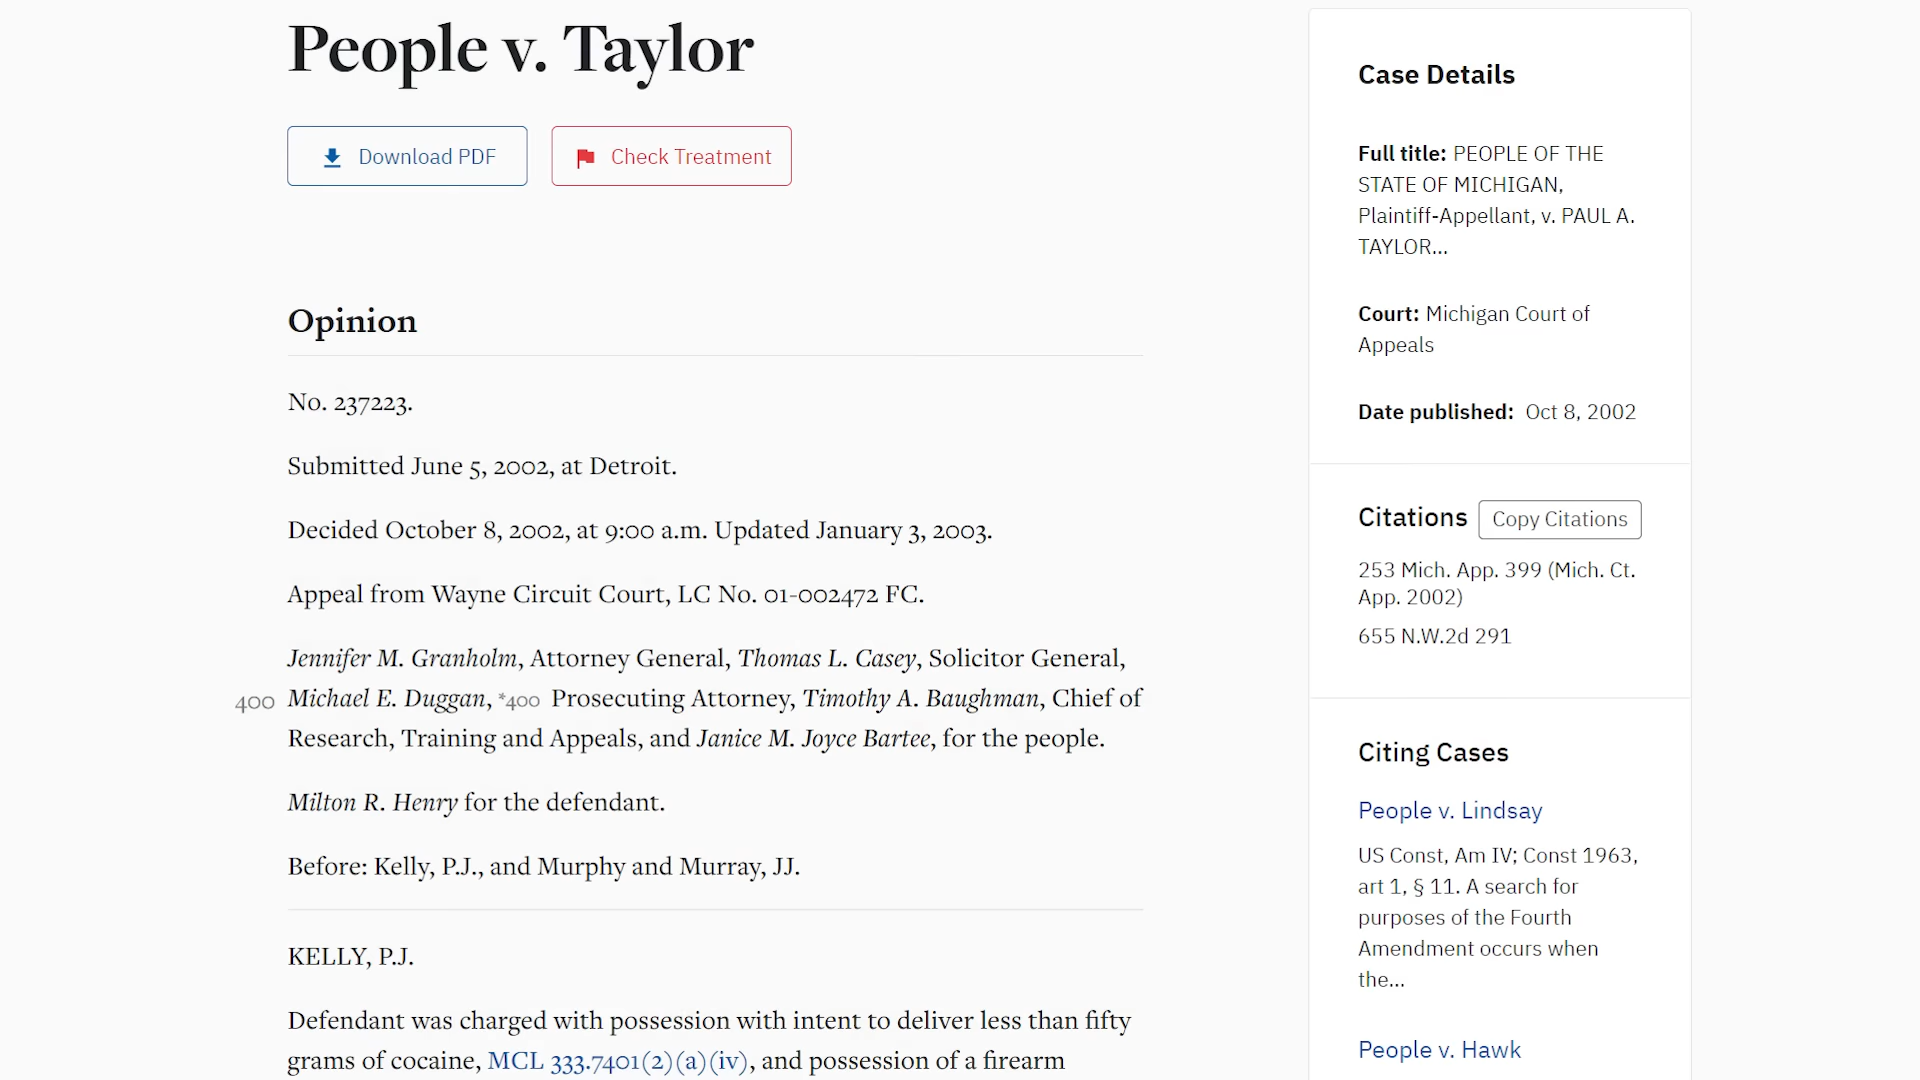 People v. Taylor
Download PDF
Check Treatment
Opinion
No. 237223.
Submitted June 5, 2002, at Detroit.
Decided October 8, 2002, at 9:00 a.m. Updated January 3, 2003.
Appeal from Wayne Circuit Court, LC No. 01-002472 FC.
Jennifer M. Granholm, Attorney General, Thomas L. Casey, Solicitor General,
400 Michael E. Duggan, *400 Prosecuting Attorney, Timothy A. Baughman, Chief of
Research, Training and Appeals, and Janice M. Joyce Bartee, for the people.
Milton R. Henry for the defendant.
Before: Kelly, P.J., and Murphy and Murray, JJ.
KELLY, P.J.
Defendant was charged with possession with intent to deliver less than fifty
grams of cocaine, MCL 333.7401(2)(a)(iv), and possession of a firearm
Case Details
Full title: PEOPLE OF THE
STATE OF MICHIGAN,
Plaintiff-Appellant, v. PAUL A.
TAYLOR...
Court: Michigan Court of
Appeals
Date published: Oct 8, 2002
Citations
Copy Citations
253 Mich. App. 399 (Mich. Ct.
App. 2002)
655 N.W.2d 291
Citing Cases
People v. Lindsay
US Const, Am IV; Const 1963,
art 1, § 11. A search for
purposes of the Fourth
Amendment occurs when
the...
People v. Hawk